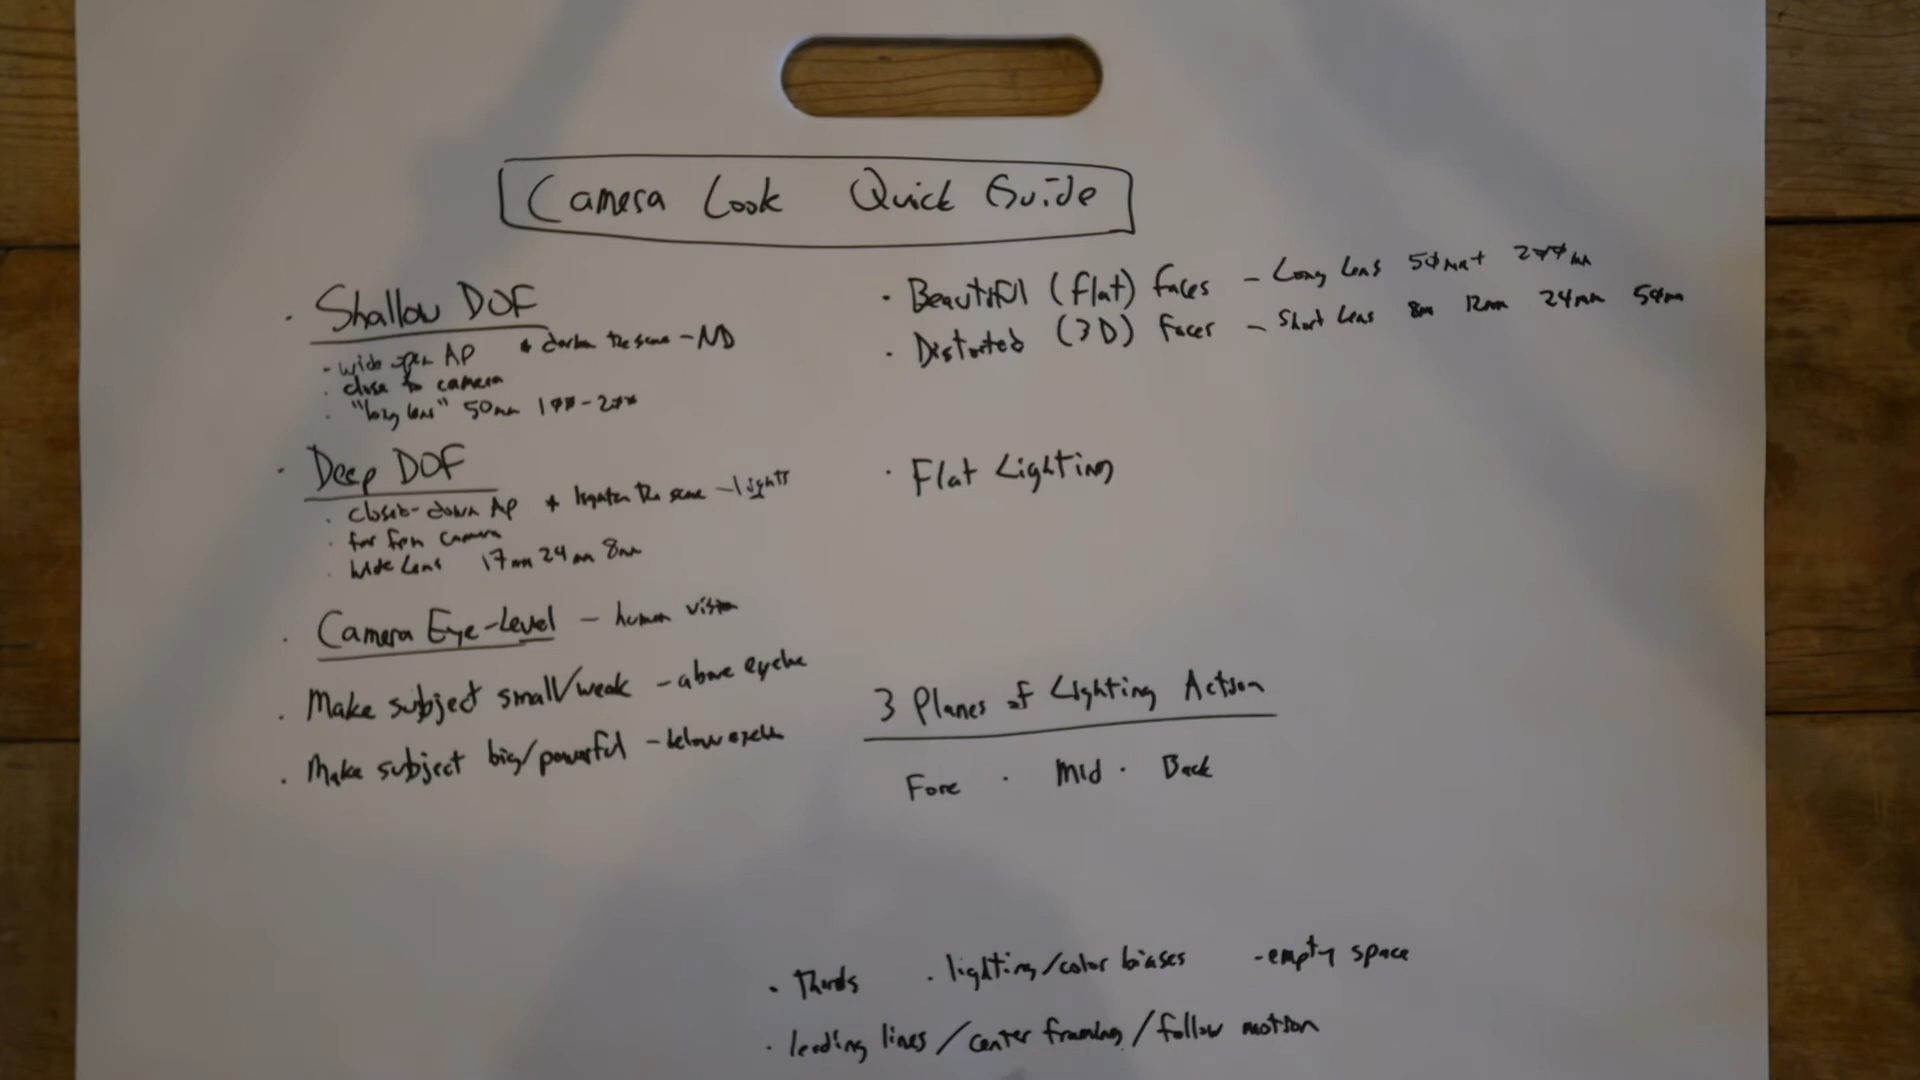 Camera Look Quick Guide
· Shallow DOF
· wide open AP * darken the scene - ND
· close to camera
· "long lens" 50mm 100-200
· Deep DOF
· closed-down AP * lighten the scene - lights
· far from camera
· wide lens 17mm 24mm 8mm
· Camera Eye-Level - human vision
· Make subject small/weak - above eyeline
· Make subject big/powerful - below eyeline
· Beautiful (flat) faces - Long lens 50mm+ 200mm
· Distorted (3D) faces - short lens 8mm 12mm 24mm 50mm
· Flat Lighting
3 Planes of Lighting Action
Fore · Mid · Back
· Thirds · lighting/color biases - empty space
· leading lines / center framing / follow motion